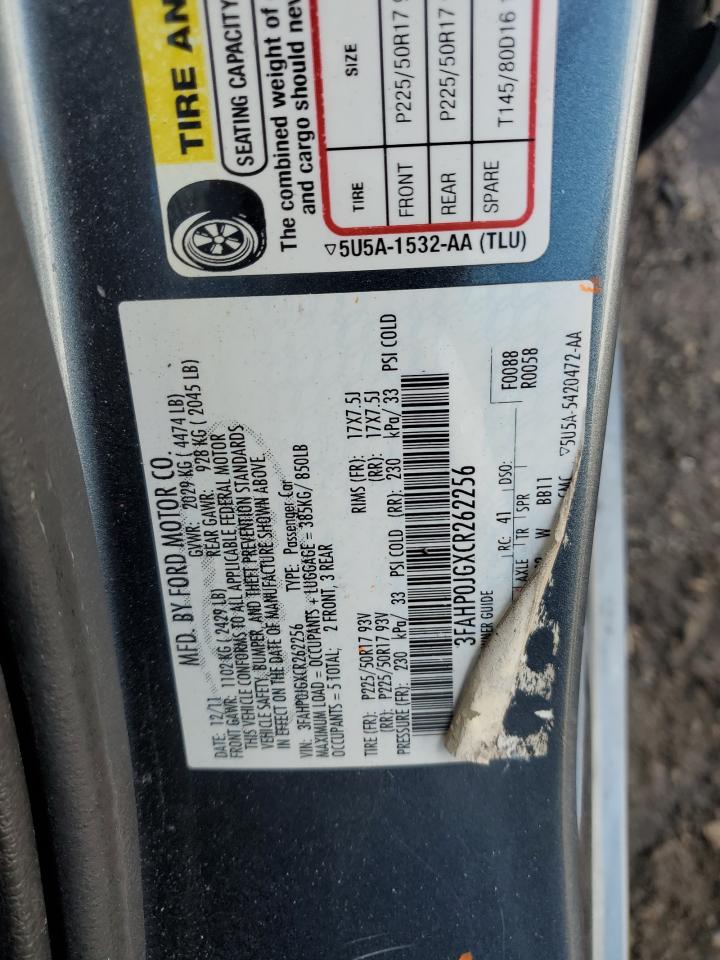 TIRE AN
SEATING CAPACITY
The combined weight of
and cargo should nev
TIRE SIZE
FRONT P225/50R17
REAR P225/50R17
SPARE T145/80D16
▽5U5A-1532-AA (TLU)
MFD. BY FORD MOTOR CO.
DATE: 12/11 GVWR: 2029 KG ( 4474 LB)
FRONT GAWR: 1102 KG ( 2429 LB) REAR GAWR: 928 KG ( 2045 LB)
THIS VEHICLE CONFORMS TO ALL APPLICABLE FEDERAL MOTOR
VEHICLE SAFETY, BUMPER, AND THEFT PREVENTION STANDARDS
IN EFFECT ON THE DATE OF MANUFACTURE SHOWN ABOVE.
VIN: 3FAHP0JGXCR262256 TYPE: Passenger Car
MAXIMUM LOAD = OCCUPANTS + LUGGAGE = 385KG/ 850LB
OCCUPANTS = 5 TOTAL; 2 FRONT, 3 REAR
TIRE (FR): P225/50R17 93V RIMS (FR): 17X7.5J
(RR): P225/50R17 93V (RR): 17X7.5J
PRESSURE (FR): 230 kPa/ 33 PSI COLD (RR): 230 kPa/ 33 PSI COLD
3FAHP0JGXCR262256
F0088
R0058
NNER GUIDE RC: 41 DSO:
AXLE TR SPR
W BB11
▽5U5A-5420472-AA